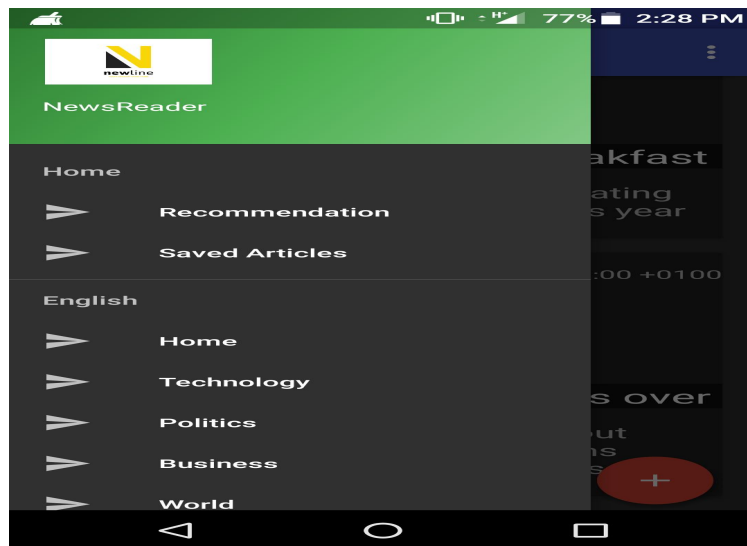 H+ 77% 2:28 PM
newline
NewsReader
Home
Recommendation
Saved Articles
English
Home
Technology
Politics
Business
World
akfast
ating
s year
:00 +0100
s over
ut
ns
s